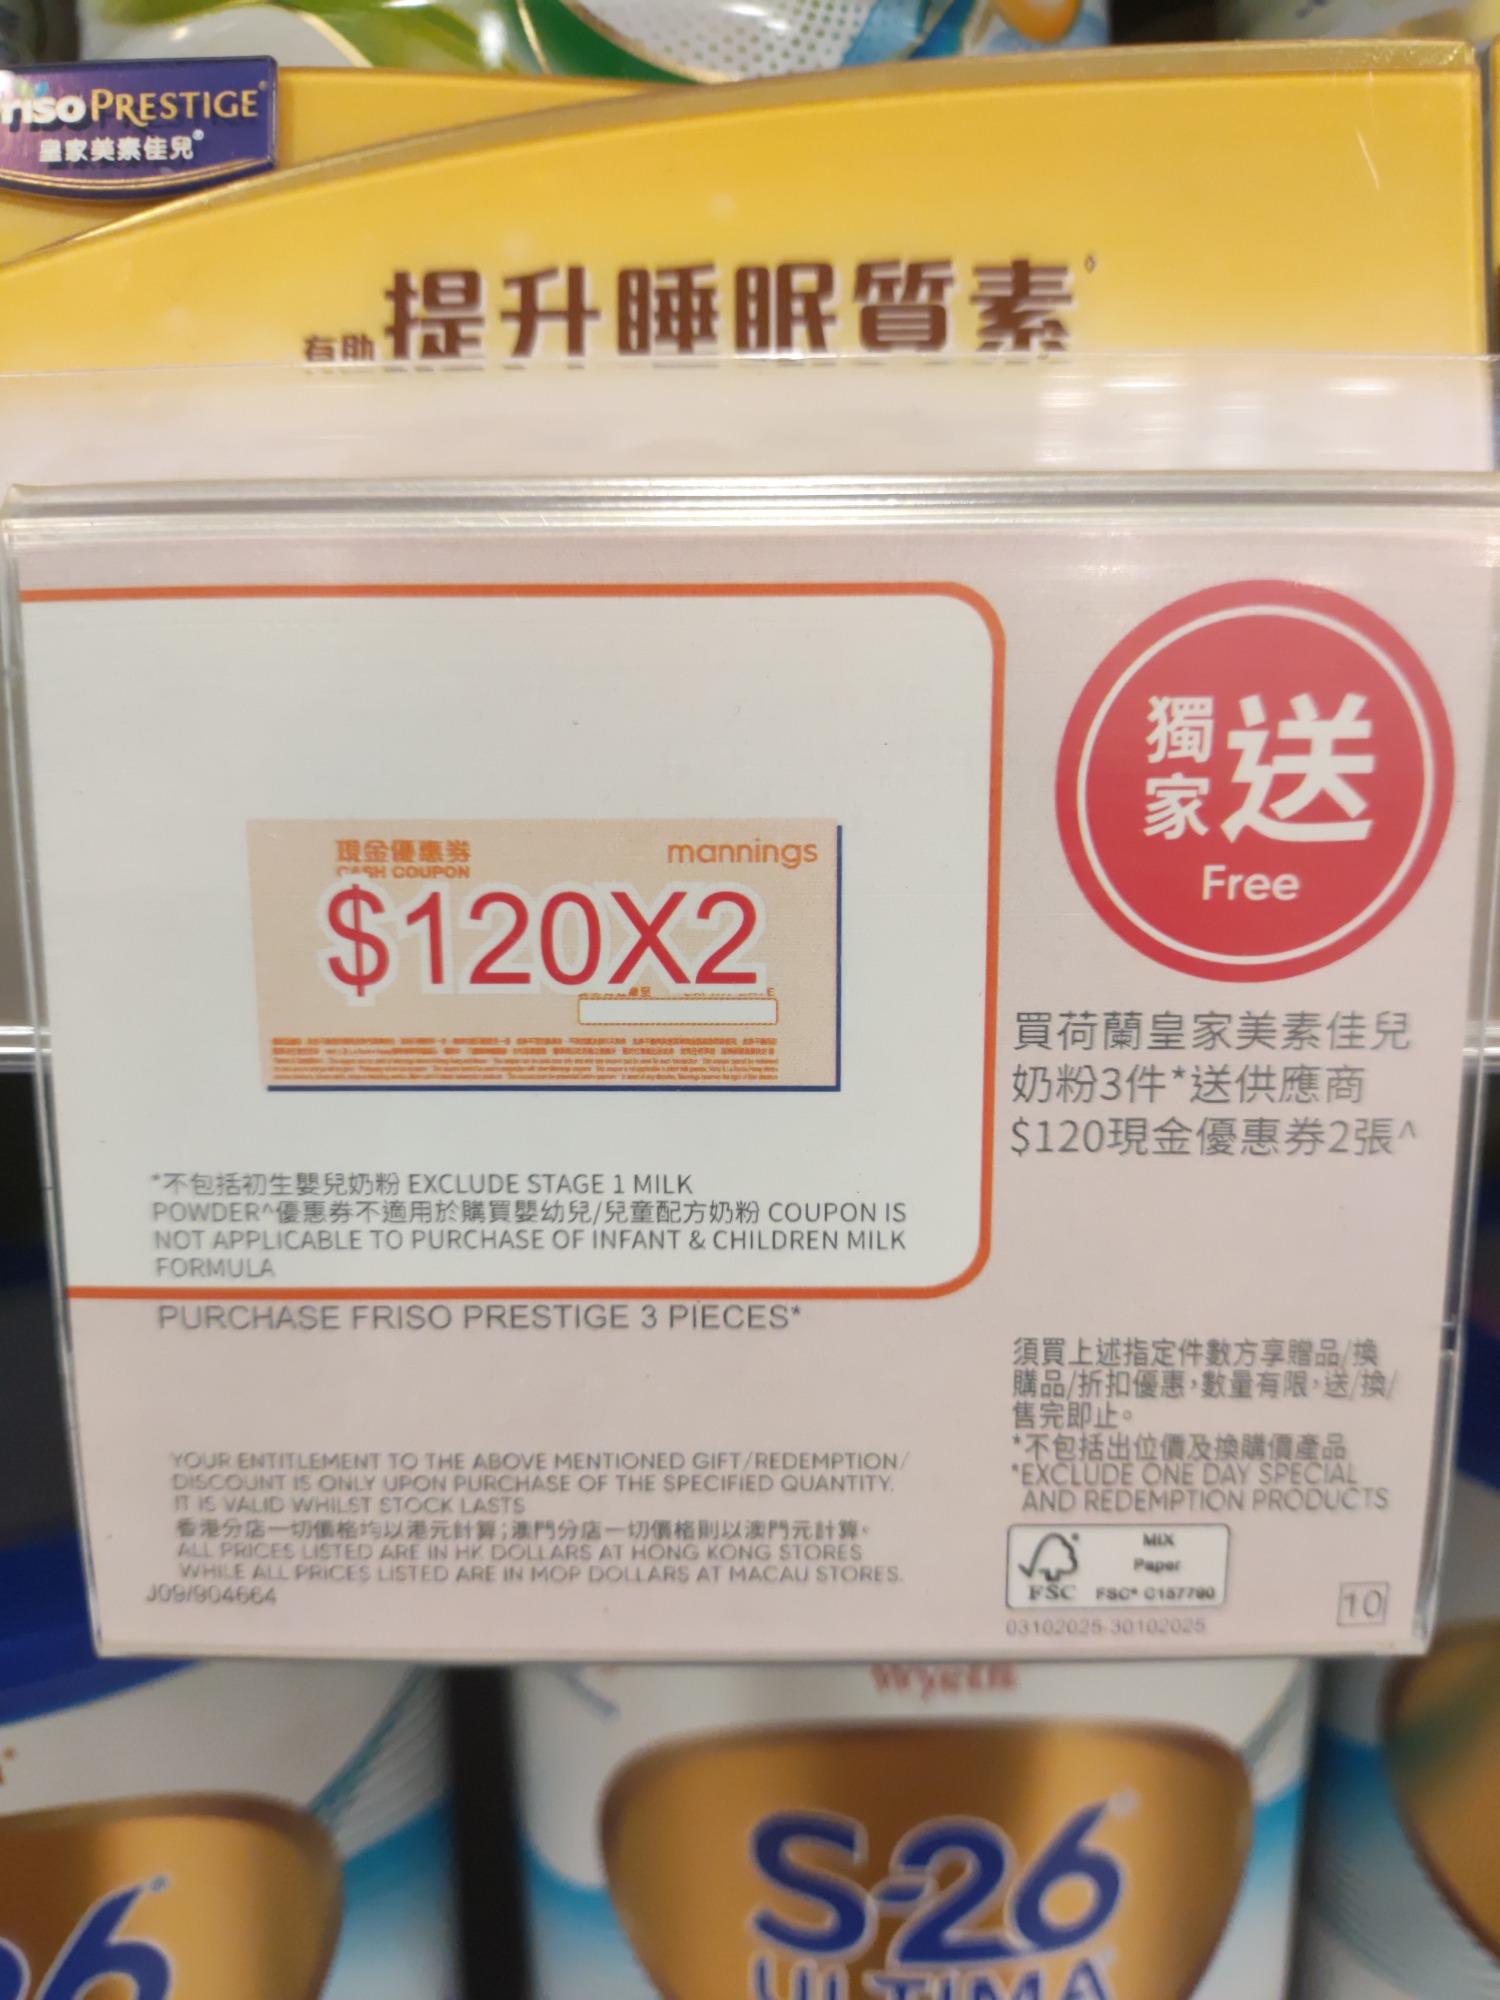 riso PRESTIGE®
皇家美素佳兒®
有助提升睡眠質素◊
現金優惠券
CASH COUPON
mannings
$120X2
*不包括初生嬰兒奶粉 EXCLUDE STAGE 1 MILK
POWDER^優惠券不適用於購買嬰幼兒/兒童配方奶粉 COUPON IS
NOT APPLICABLE TO PURCHASE OF INFANT & CHILDREN MILK
FORMULA
PURCHASE FRISO PRESTIGE 3 PIECES*
YOUR ENTITLEMENT TO THE ABOVE MENTIONED GIFT/REDEMPTION/
DISCOUNT IS ONLY UPON PURCHASE OF THE SPECIFIED QUANTITY.
IT IS VALID WHILST STOCK LASTS
香港分店一切價格均以港元計算；澳門分店一切價格則以澳門元計算。
ALL PRICES LISTED ARE IN HK DOLLARS AT HONG KONG STORES
WHILE ALL PRICES LISTED ARE IN MOP DOLLARS AT MACAU STORES.
J09/904664
獨家送
Free
買荷蘭皇家美素佳兒
奶粉3件*送供應商
$120現金優惠券2張^
須買上述指定件數方享贈品/換
購品/折扣優惠，數量有限，送/換/
售完即止。
*不包括出位價及換購價產品
*EXCLUDE ONE DAY SPECIAL
AND REDEMPTION PRODUCTS
FSC
MIX
Paper
FSC® C157790
03102025-30102025
10
Wyeth
S-26
ULTIMA